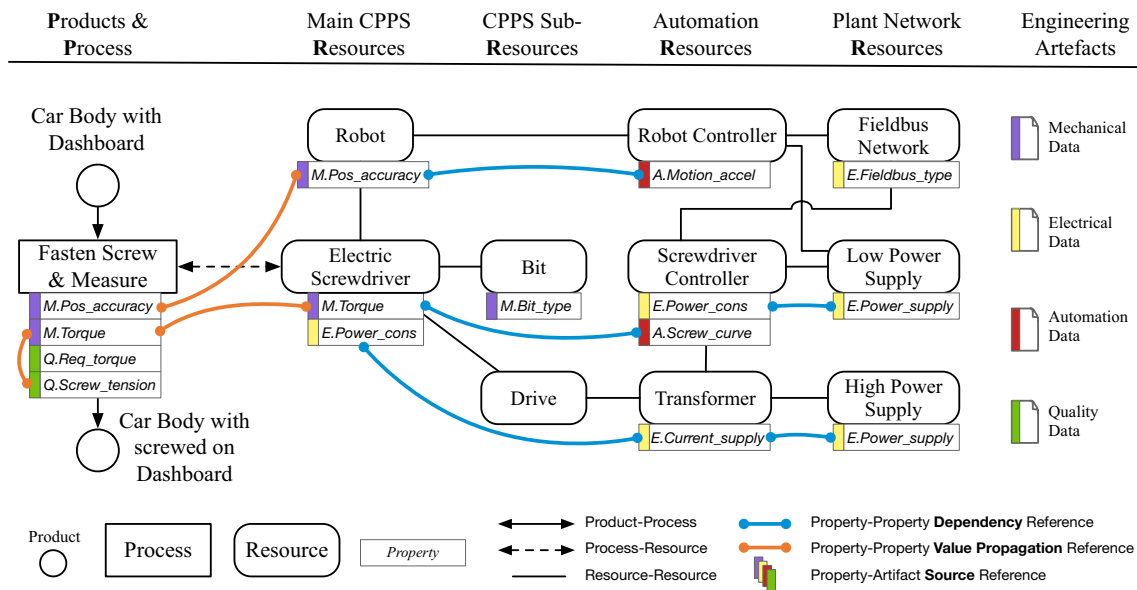 Products &
Process
Main CPPS
Resources
CPPS Sub-
Resources
Automation
Resources
Plant Network
Resources
Engineering
Artefacts
Car Body with
Dashboard
Robot
Robot Controller
Fieldbus
Network
Mechanical
Data
M.Pos_accuracy
A.Motion_accel
E.Fieldbus_type
Fasten Screw
& Measure
Electric
Screwdriver
Bit
Screwdriver
Controller
Low Power
Supply
Electrical
Data
M.Pos_accuracy
M.Torque
M.Bit_type
E.Power_cons
E.Power_supply
M.Torque
E.Power_cons
A.Screw_curve
Automation
Data
Q.Req_torque
Q.Screw_tension
Drive
Transformer
High Power
Supply
Car Body with
screwed on
Dashboard
E.Current_supply
E.Power_supply
Quality
Data
Product
Process
Resource
Property
Product-Process
Process-Resource
Resource-Resource
Property-Property Dependency Reference
Property-Property Value Propagation Reference
Property-Artifact Source Reference